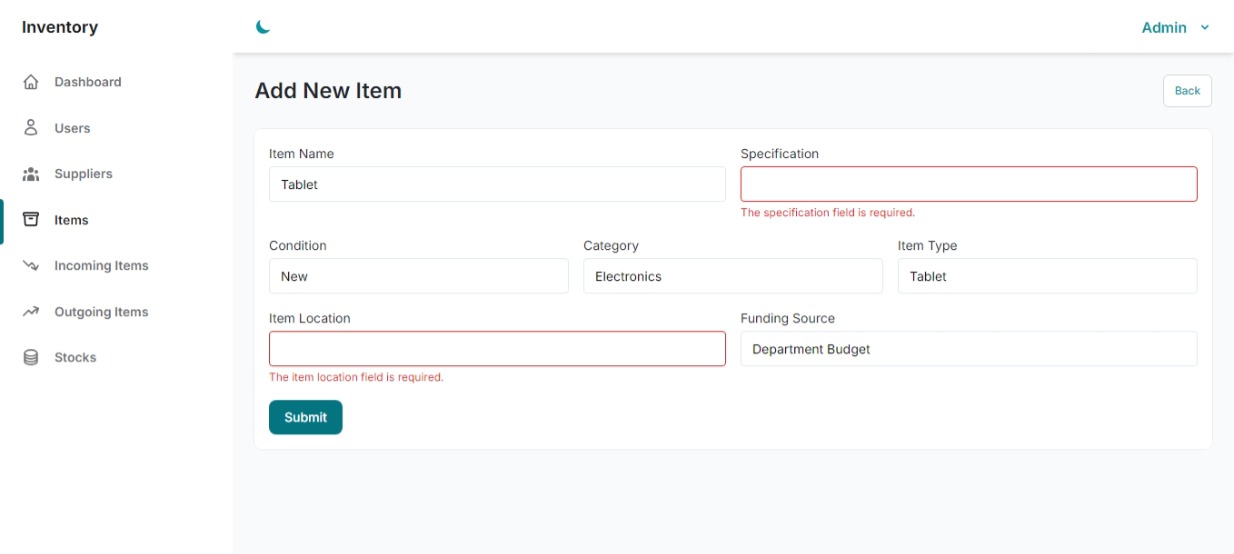 Inventory
Admin
Dashboard
Users
Suppliers
Items
Incoming Items
Outgoing Items
Stocks
Add New Item
Back
Item Name
Tablet
Specification
The specification field is required.
Condition
New
Category
Electronics
Item Type
Tablet
Item Location
The item location field is required.
Funding Source
Department Budget
Submit